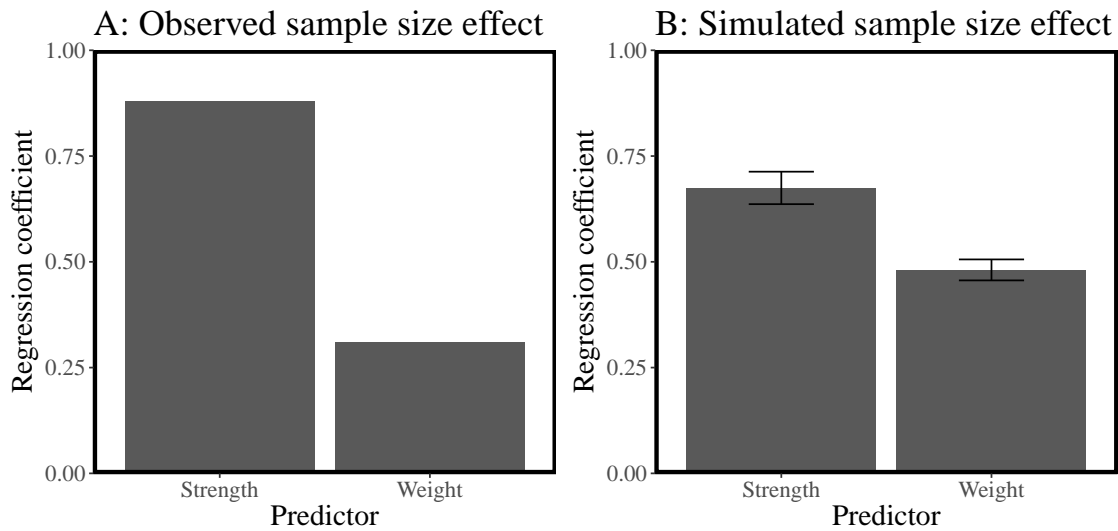 A: Observed sample size effect
Regression coefficient
1.00
0.75
0.50
0.25
0.00
Strength
Weight
Predictor
B: Simulated sample size effect
Regression coefficient
1.00
0.75
0.50
0.25
0.00
Strength
Weight
Predictor